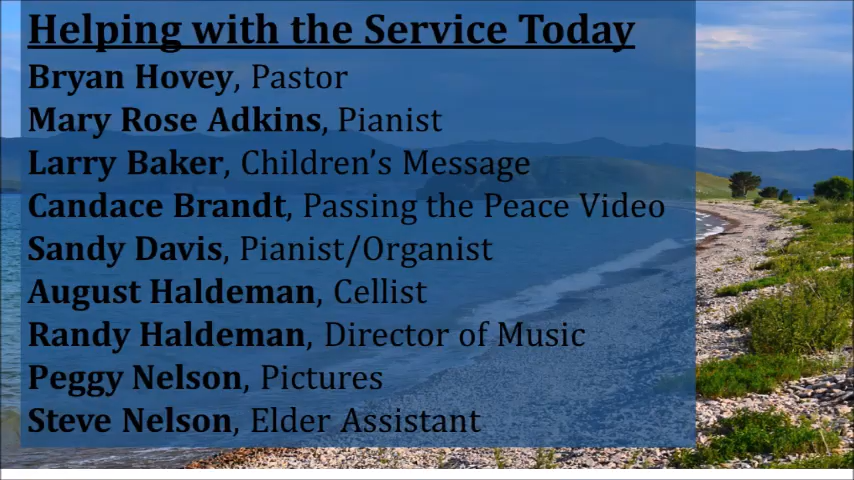 Helping with the Service Today
Bryan Hovey, Pastor
Mary Rose Adkins, Pianist
Larry Baker, Children’s Message
Candace Brandt, Passing the Peace Video
Sandy Davis, Pianist/Organist
August Haldeman, Cellist
Randy Haldeman, Director of Music
Peggy Nelson, Pictures
Steve Nelson, Elder Assistant